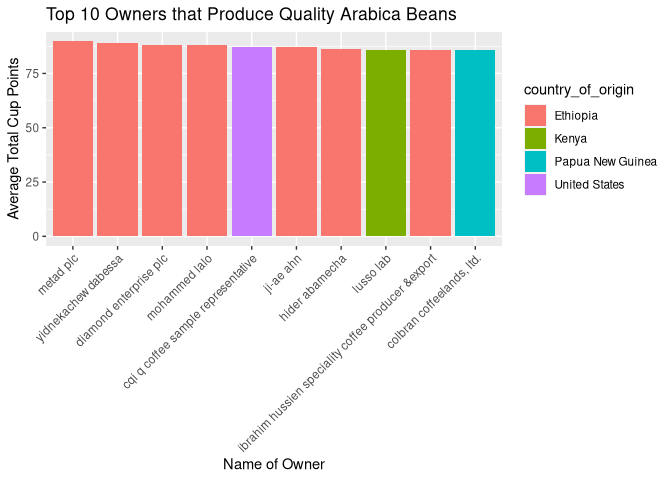 Top 10 Owners that Produce Quality Arabica Beans
Average Total Cup Points
75
50
25
0
metad plc
yidnekachew dabessa
diamond enterprise plc
mohammed lalo
cqi q coffee sample representative
ji-ae ahn
hider abamecha
lusso lab
ibrahim hussien speciality coffee producer &export
colbran coffeelands, ltd.
Name of Owner
country_of_origin
Ethiopia
Kenya
Papua New Guinea
United States